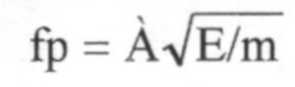 fp = À√E/m